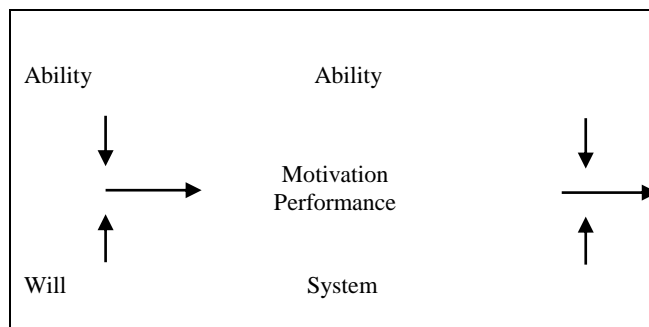 Ability Ability
Motivation
Performance
Will System